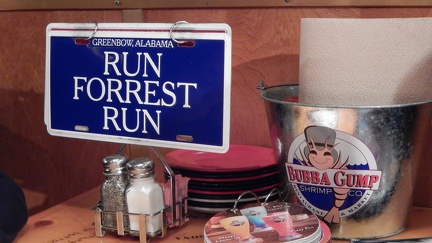 GREENBOW, ALABAMA
RUN
FORREST
RUN
BUBBA GUMP
SHRIMP CO.